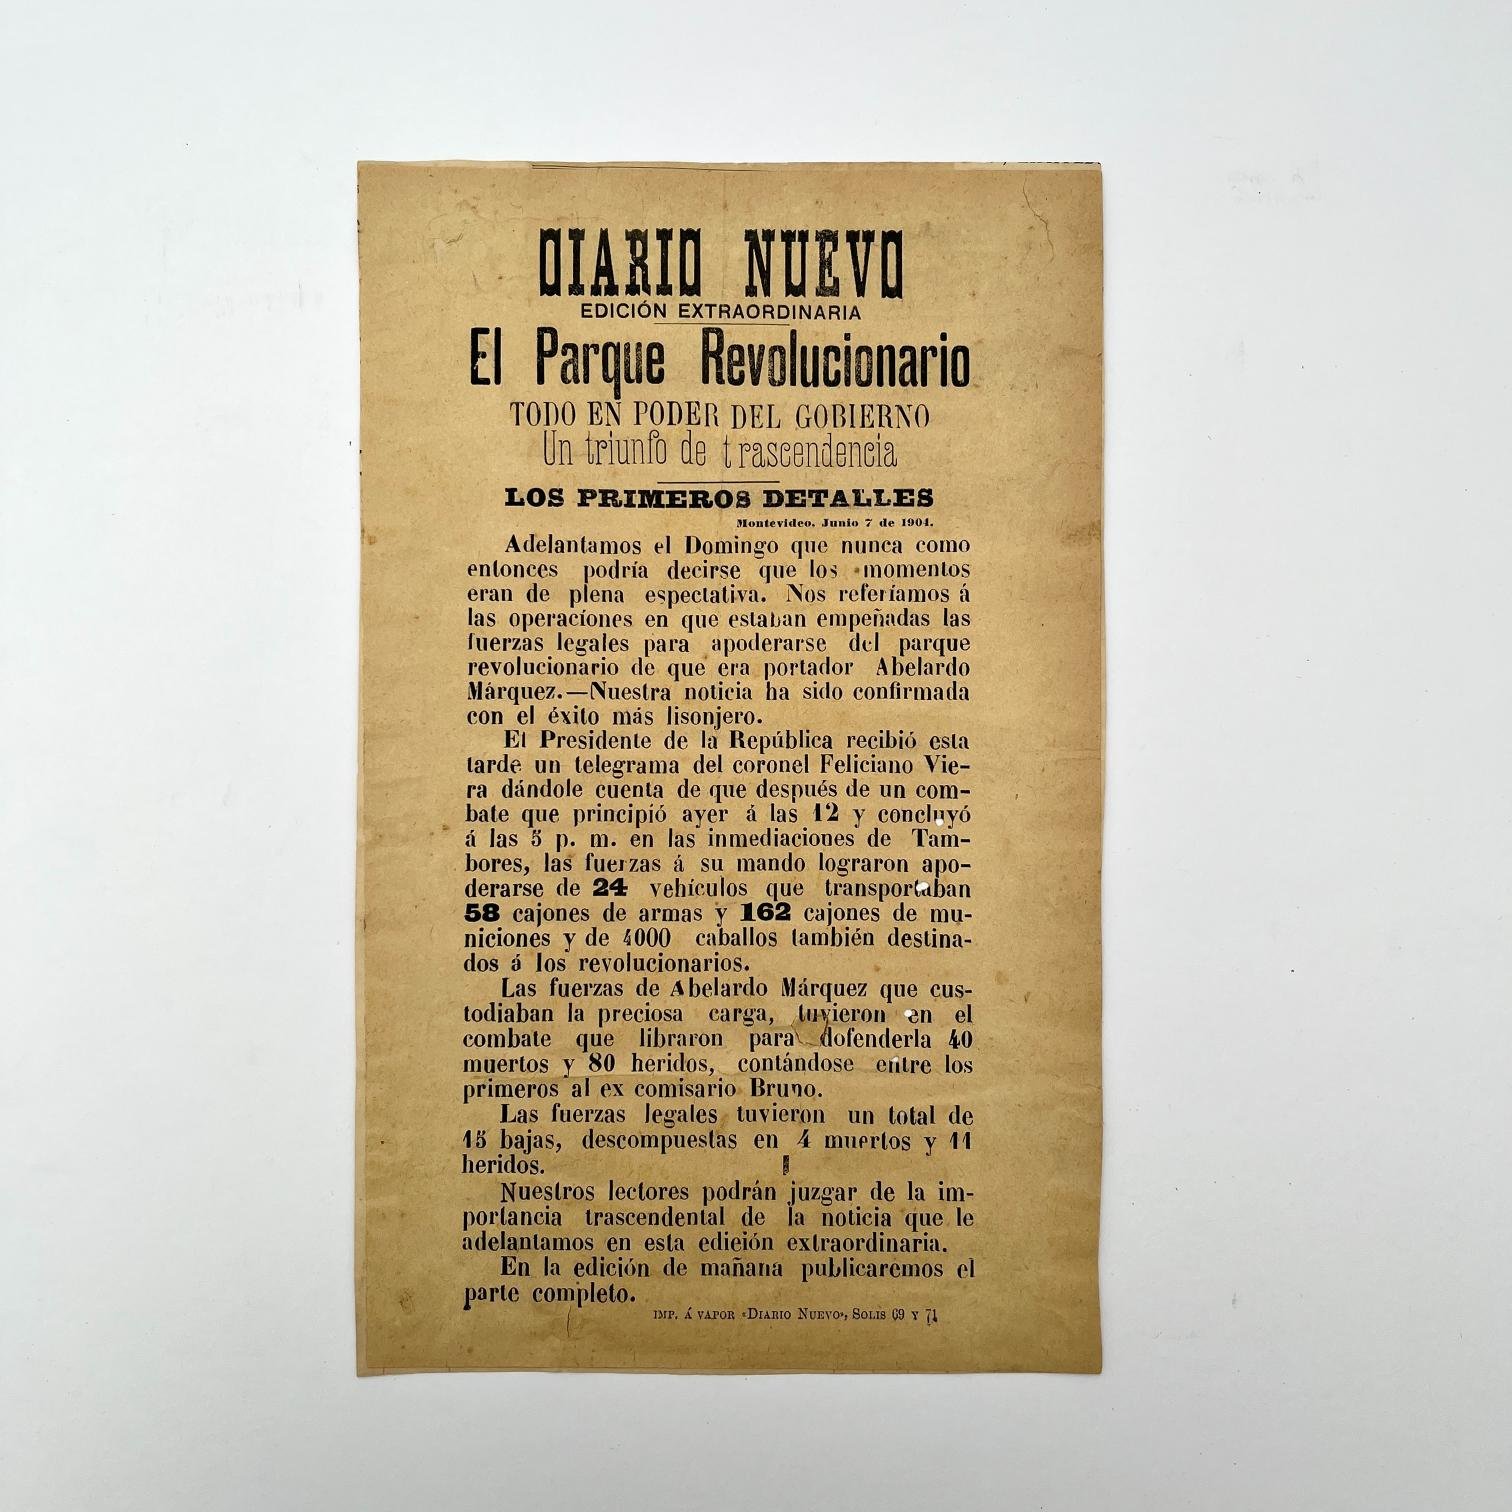 DIARIO NUEVO
EDICIÓN EXTRAORDINARIA
El Parque Revolucionario
TODO EN PODER DEL GOBIERNO
Un triunfo de trascendencia
LOS PRIMEROS DETALLES
Montevideo, Junio 7 de 1904.
Adelantamos el Domingo que nunca como
entonces podría decirse que los momentos
eran de plena espectativa. Nos referíamos á
las operaciones en que estaban empeñadas las
fuerzas legales para apoderarse del parque
revolucionario de que era portador Abelardo
Márquez.—Nuestra noticia ha sido confirmada
con el éxito más lisonjero.
El Presidente de la República recibió esta
tarde un telegrama del coronel Feliciano Vie-
ra dándole cuenta de que después de un com-
bate que principió ayer á las 12 y concluyó
á las 5 p. m. en las inmediaciones de Tam-
bores, las fuerzas á su mando lograron apo-
derarse de 24 vehículos que transportaban
58 cajones de armas y 162 cajones de mu-
niciones y de 4000 caballos también destina-
dos á los revolucionarios.
Las fuerzas de Abelardo Márquez que cus-
todiaban la preciosa carga, tuvieron en el
combate que libraron para dofenderla 40
muertos y 80 heridos, contándose entre los
primeros al ex comisario Bruno.
Las fuerzas legales tuvieron un total de
15 bajas, descompuestas en 4 muertos y 11
heridos.
Nuestros lectores podrán juzgar de la im-
portancia trascendental de la noticia que le
adelantamos en esta edieión extraordinaria.
En la edición de mañana publicaremos el
parte completo.
IMP. Á VAPOR «DIARIO NUEVO», SOLIS 69 Y 71